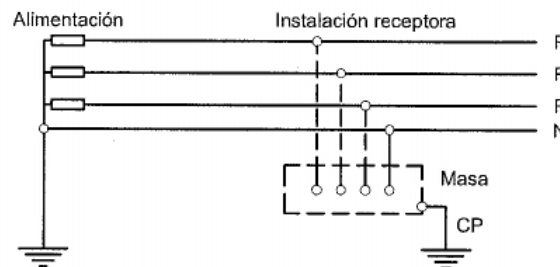 Alimentación
Instalación receptora
F
F
F
N
Masa
CP